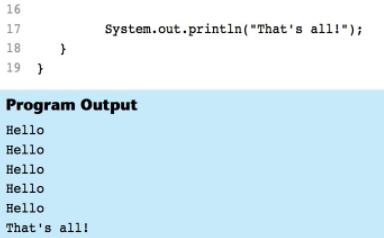 16
17 System.out.println("That's all!");
18 }
19 }
Program Output
Hello
Hello
Hello
Hello
Hello
That's all!